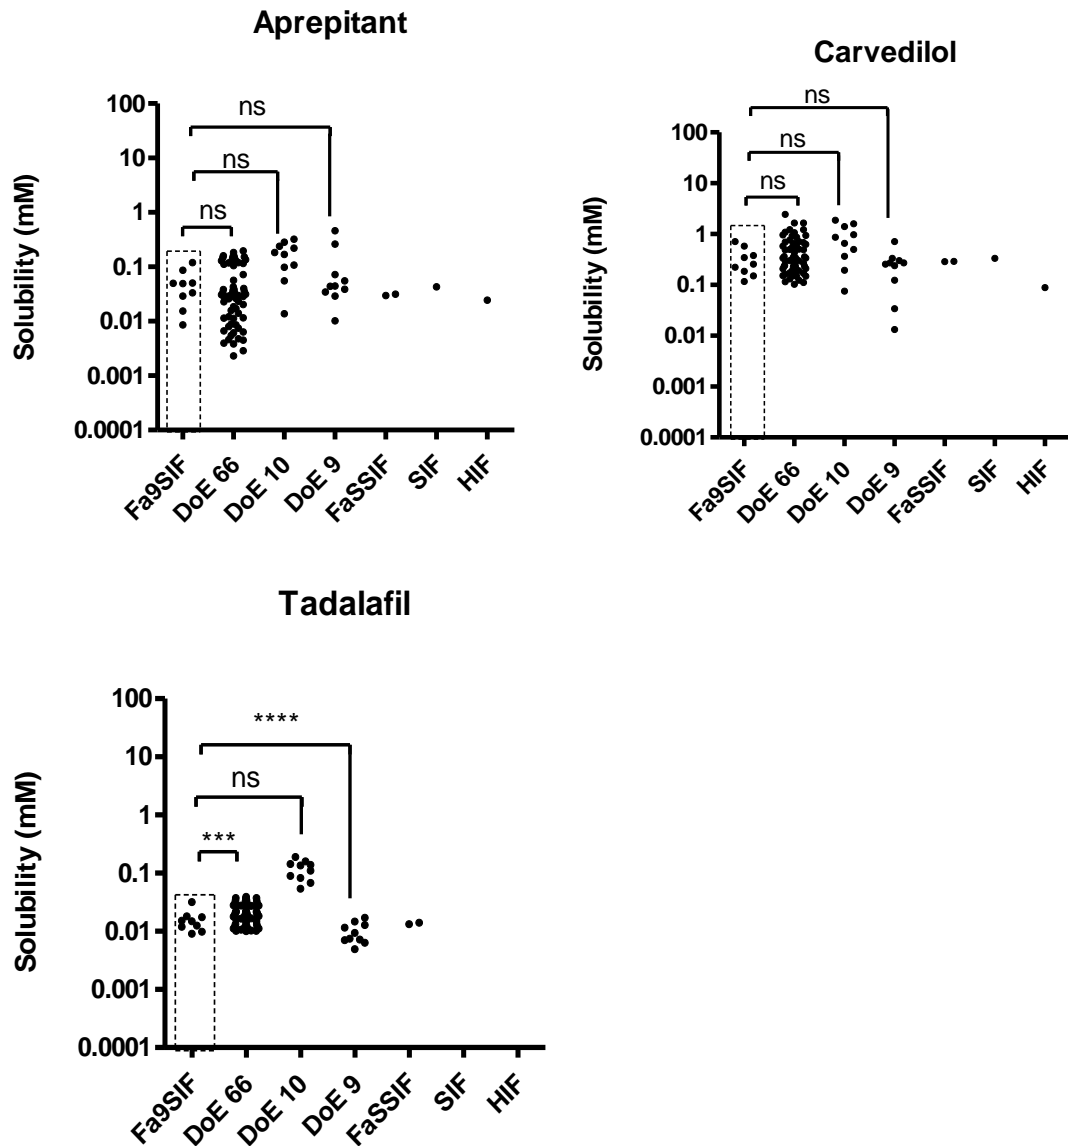 Aprepitant
ns
ns
ns
Solubility (mM)
100
10
1
0.1
0.01
0.001
0.0001
Fa9SIF
DoE 66
DoE 10
DoE 9
FaSSIF
SIF
HIF
Carvedilol
ns
ns
ns
Solubility (mM)
100
10
1
0.1
0.01
0.001
0.0001
Fa9SIF
DoE 66
DoE 10
DoE 9
FaSSIF
SIF
HIF
Tadalafil
****
ns
***
Solubility (mM)
100
10
1
0.1
0.01
0.001
0.0001
Fa9SIF
DoE 66
DoE 10
DoE 9
FaSSIF
SIF
HIF